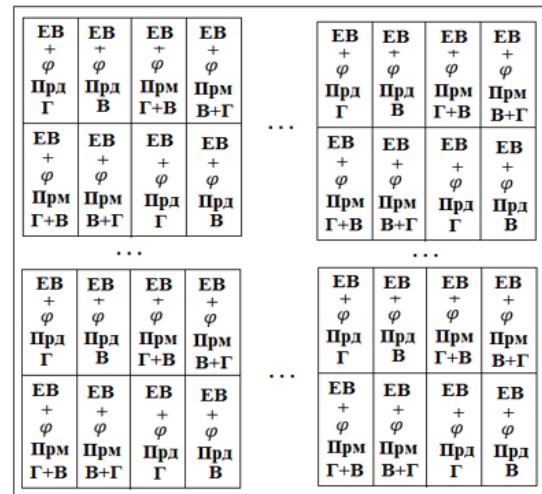 ЕВ ЕВ ЕВ ЕВ ЕВ ЕВ ЕВ ЕВ
+ + + + + + + +
φ φ φ φ φ φ φ φ
Прд Прд Прм Прм Прд Прд Прм Прм
Г В Г+В В+Г ... Г В Г+В В+Г
ЕВ ЕВ ЕВ ЕВ ЕВ ЕВ ЕВ ЕВ
+ + + + + + + +
φ φ φ φ φ φ φ φ
Прм Прм Прд Прд Прм Прм Прд Прд
Г+В В+Г Г В Г+В В+Г Г В
... ...
ЕВ ЕВ ЕВ ЕВ ЕВ ЕВ ЕВ ЕВ
+ + + + + + + +
φ φ φ φ φ φ φ φ
Прд Прд Прм Прм Прд Прд Прм Прм
Г В Г+В В+Г ... Г В Г+В В+Г
ЕВ ЕВ ЕВ ЕВ ЕВ ЕВ ЕВ ЕВ
+ + + + + + + +
φ φ φ φ φ φ φ φ
Прм Прм Прд Прд Прм Прм Прд Прд
Г+В В+Г Г В Г+В В+Г Г В